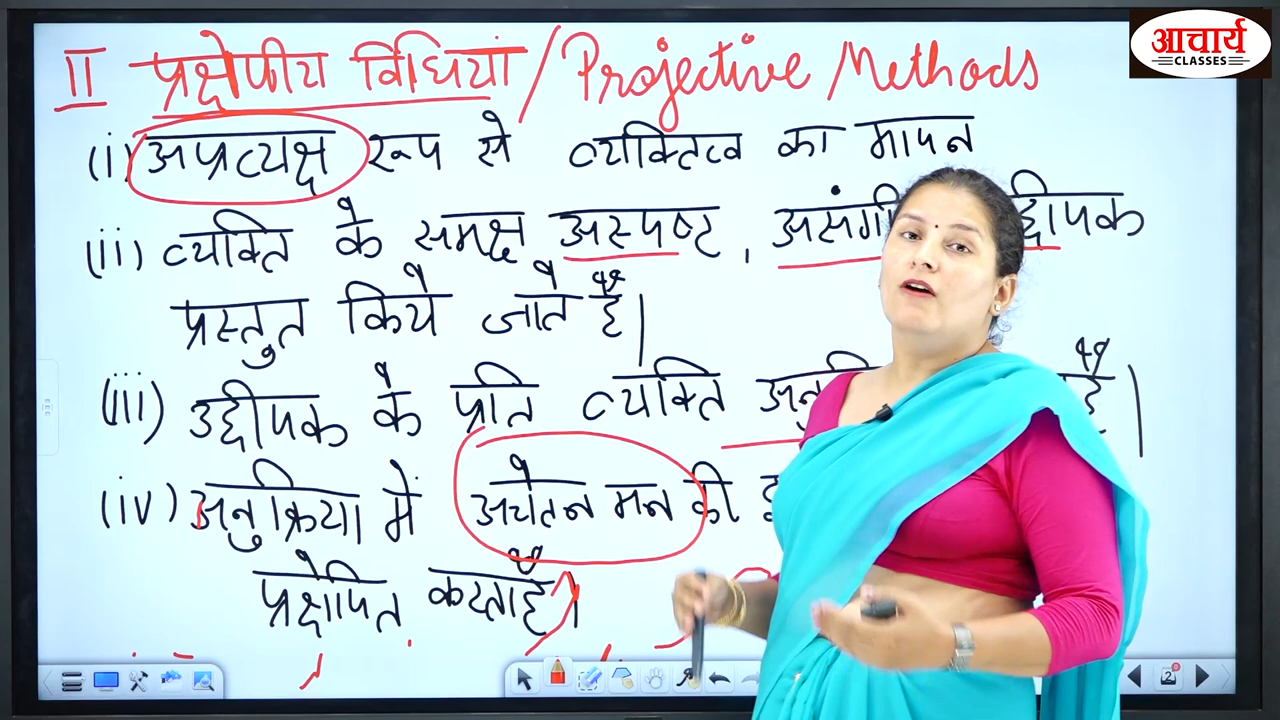 आचार्य
CLASSES
II प्रक्षेपीय विधियां / Projective Methods
(i) अप्रत्यक्ष रूप से व्यक्तित्व का मापन
(ii) व्यक्ति के समक्ष अस्पष्ट, उद्दीपक
प्रस्तुत किये जाते हैं।
(iii) उद्दीपक के प्रति व्यक्ति हैं।
(iv) अनुक्रिया में अचेतन मन की
प्रक्षेपित करता है।
2